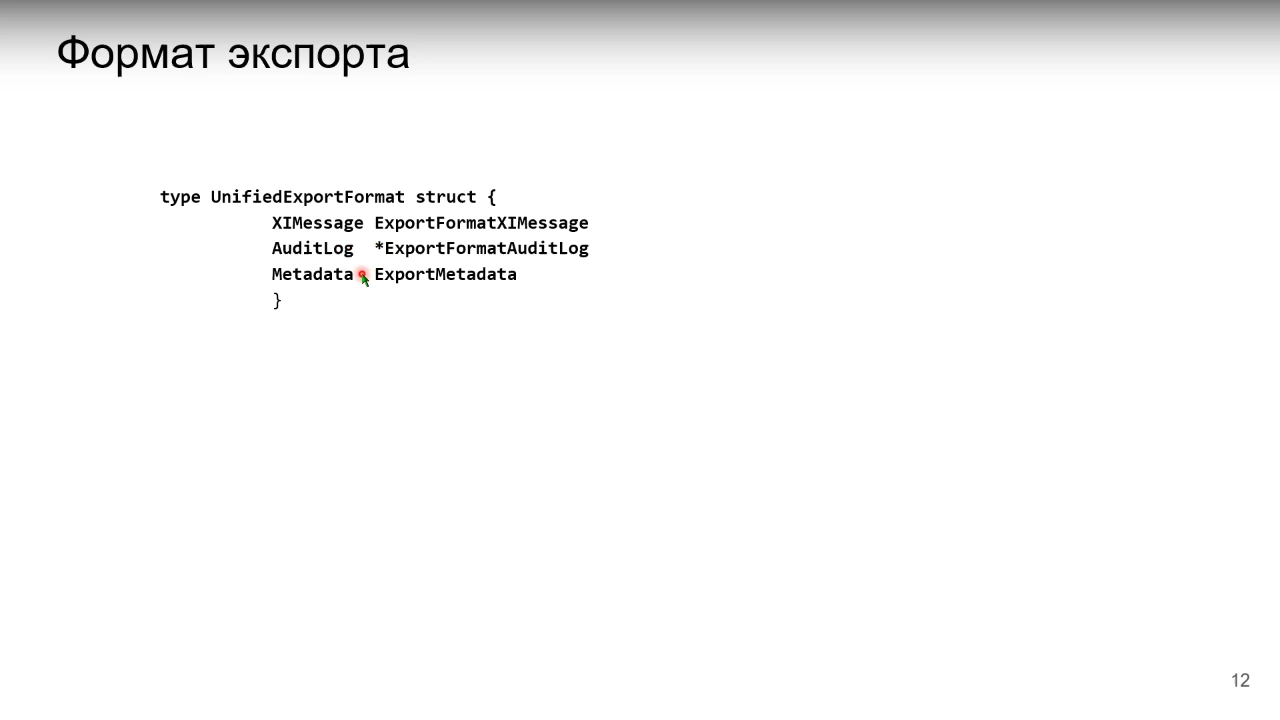 Формат экспорта
type UnifiedExportFormat struct {
XIMessage ExportFormatXIMessage
AuditLog *ExportFormatAuditLog
Metadata ExportMetadata
}
12